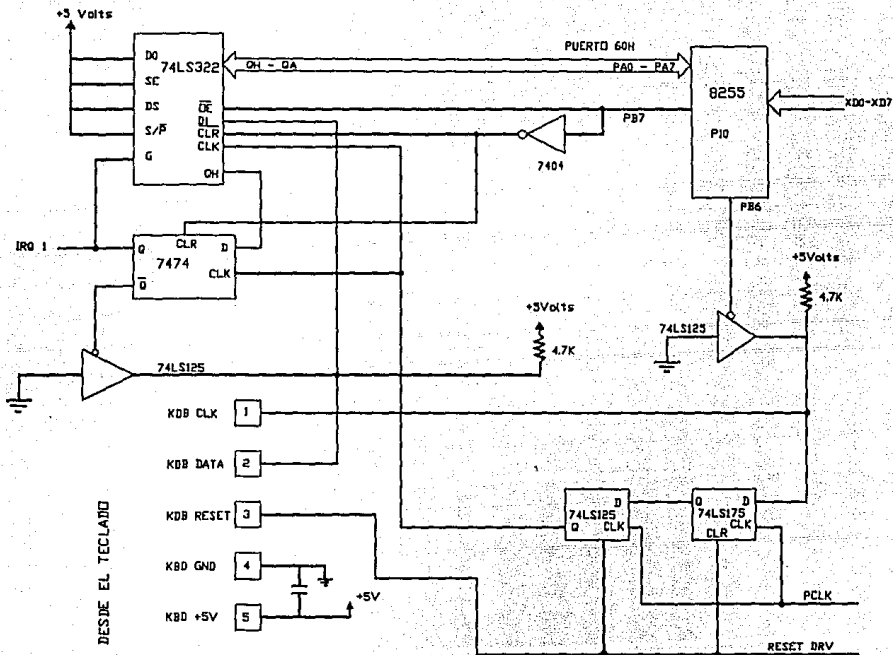 +5 Volts
DO
SE
DS
S/P
G
74LS322
QH - QA
OE
D1
CLR
CLK
QH
PUERTO 60H
PA0 - PA7
PB7
7404
8255
P10
XD0-XD7
PB6
IRQ 1
Q
CLR
D
7474
CLK
Q
74LS125
+5Volts
4.7K
74LS125
+5Volts
4.7K
KDB CLK
1
KDB DATA
2
KDB RESET
3
KBD GND
4
KBD +5V
5
+5V
DESDE EL TECLADO
D
74LS125
Q
CLK
Q
D
74LS175
CLK
CLR
PCLK
RESET DRV